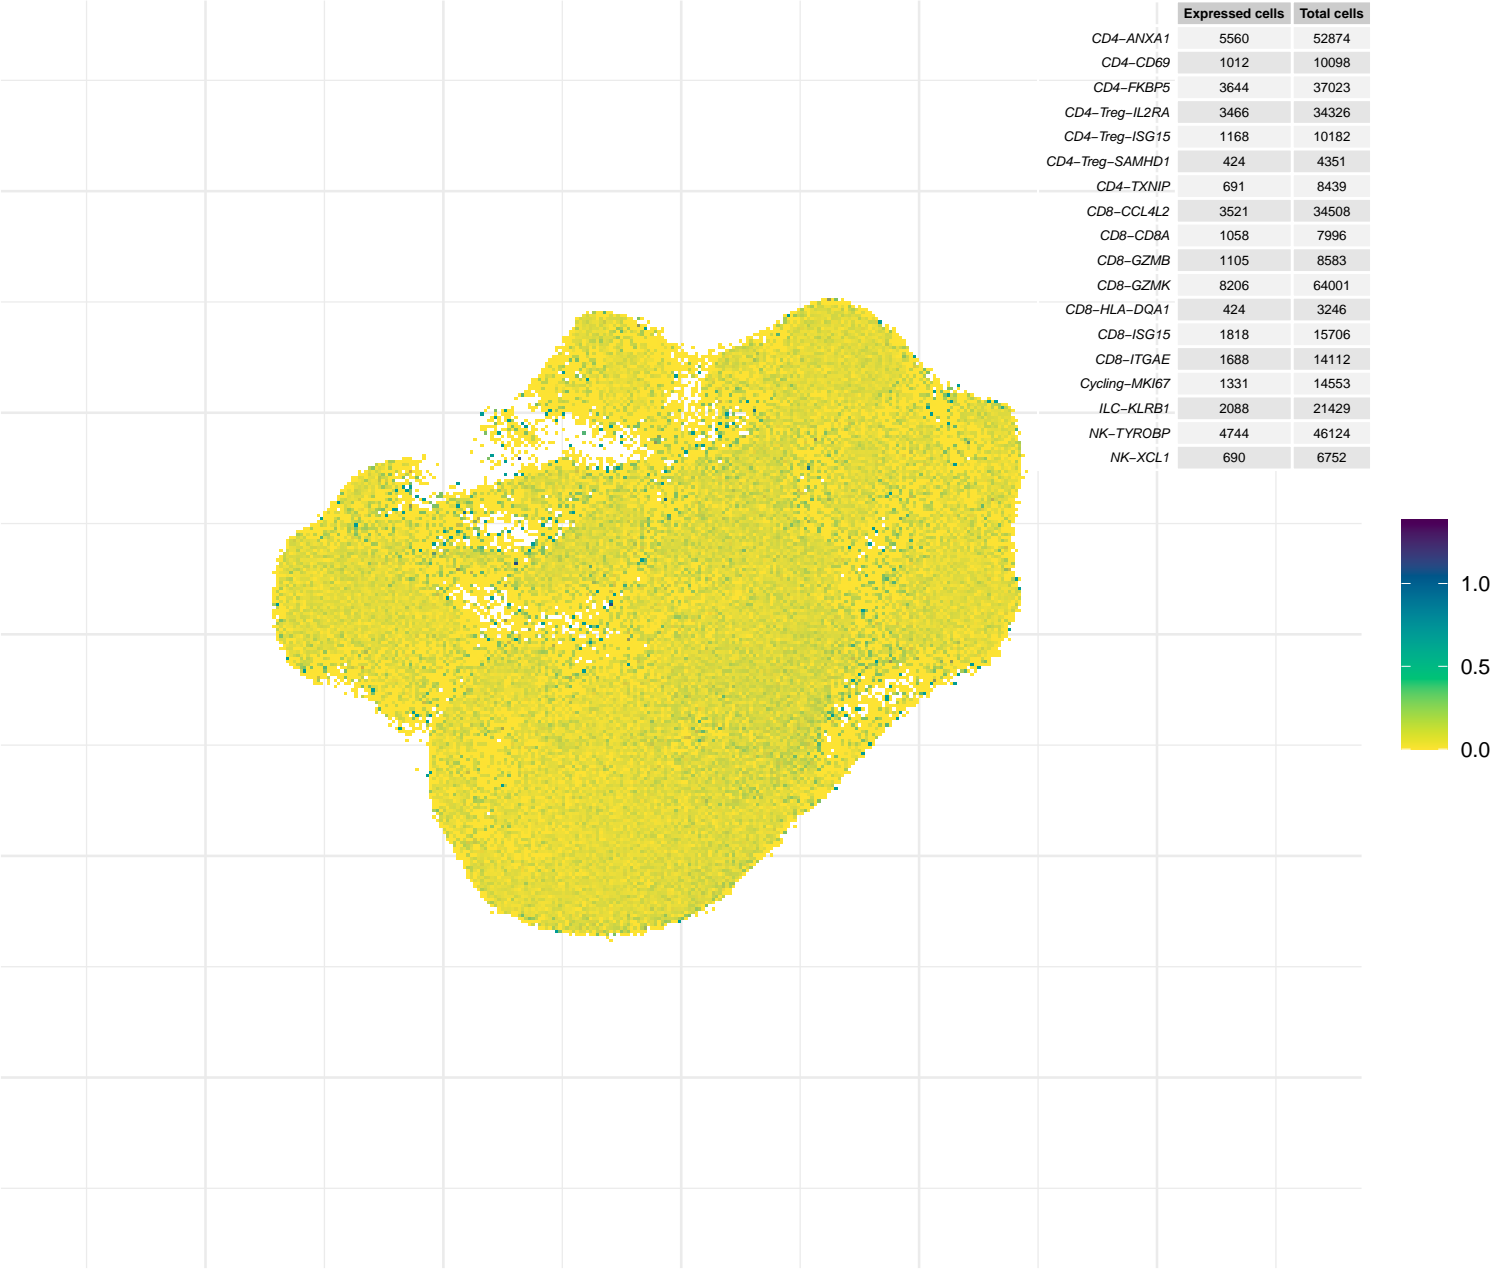 Expressed cells Total cells
CD4−ANXA1 5560 52874
CD4−CD69 1012 10098
CD4−FKBP5 3644 37023
CD4−Treg−IL2RA 3466 34326
CD4−Treg−ISG15 1168 10182
CD4−Treg−SAMHD1 424 4351
CD4−TXNIP 691 8439
CD8−CCL4L2 3521 34508
CD8−CD8A 1058 7996
CD8−GZMB 1105 8583
CD8−GZMK 8206 64001
CD8−HLA−DQA1 424 3246
CD8−ISG15 1818 15706
CD8−ITGAE 1688 14112
Cycling−MKI67 1331 14553
ILC−KLRB1 2088 21429
NK−TYROBP 4744 46124
NK−XCL1 690 6752
1.0
0.5
0.0